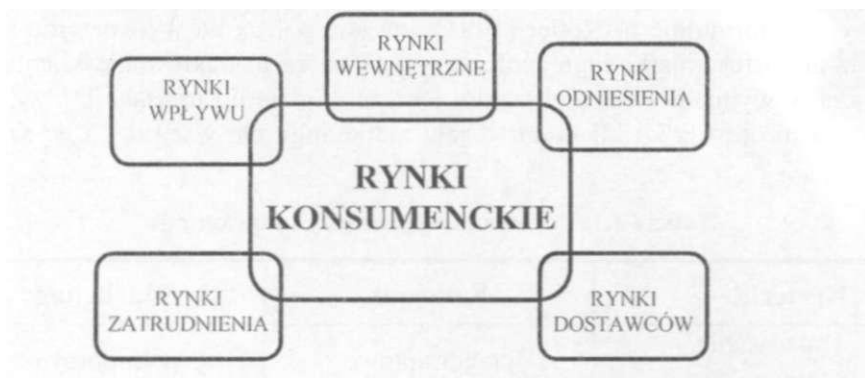 RYNKI
WEWNĘTRZNE
RYNKI
WPŁYWU
RYNKI
ODNIESIENIA
RYNKI
KONSUMENCKIE
RYNKI
ZATRUDNIENIA
RYNKI
DOSTAWCÓW